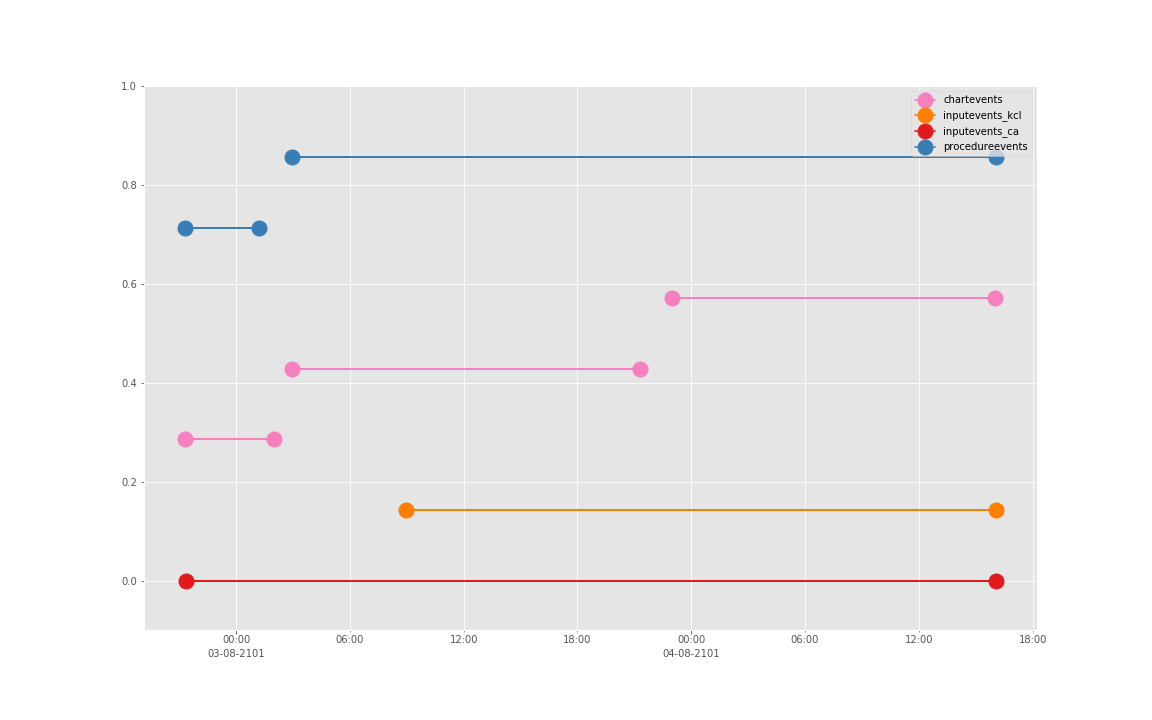 1.0
0.8
0.6
0.4
0.2
0.0
chartevents
inputevents_kcl
inputevents_ca
procedureevents
00:00 06:00 12:00 18:00 00:00 06:00 12:00 18:00
03-08-2101 04-08-2101